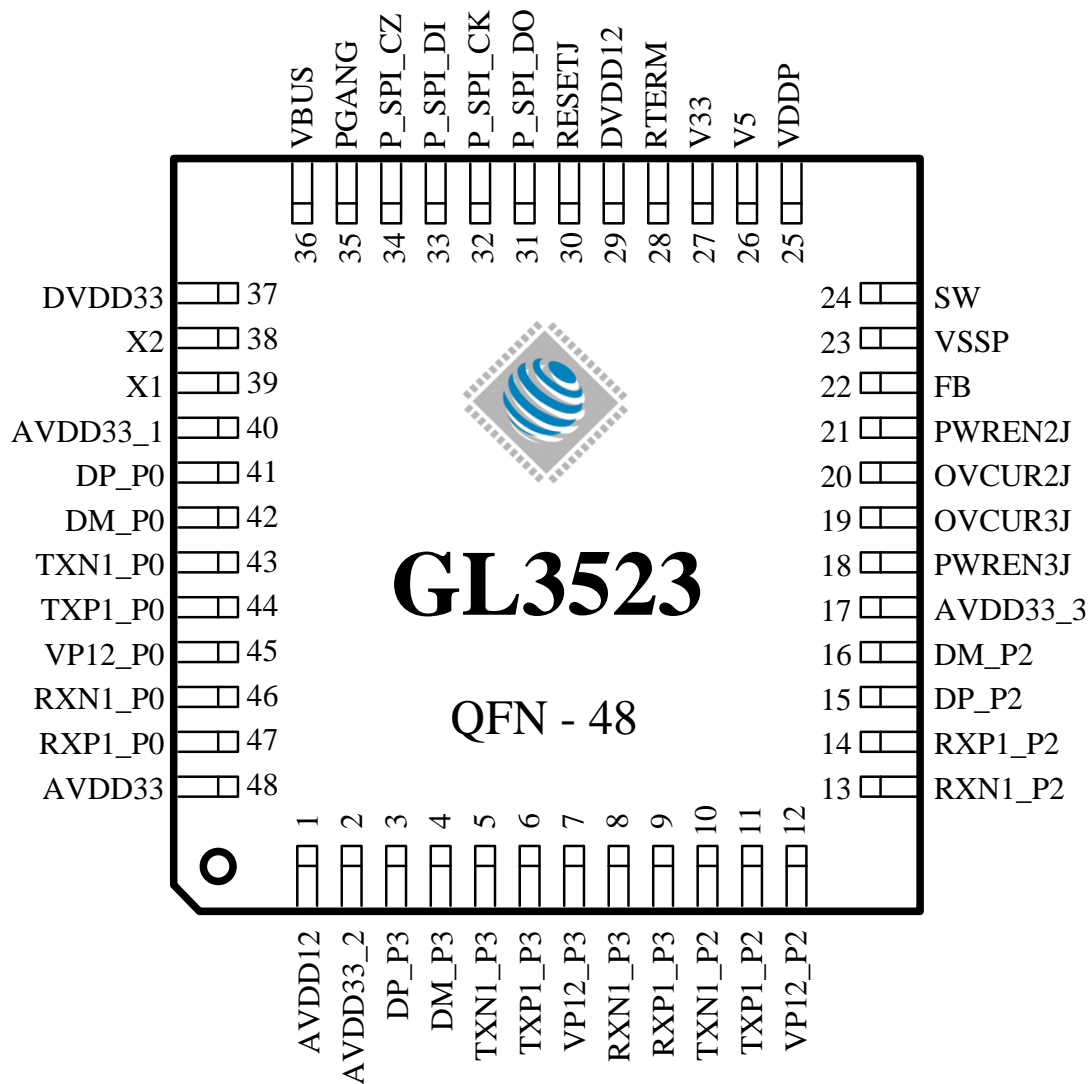 VBUS
PGANG
P_SPI_CZ
P_SPI_DI
P_SPI_CK
P_SPI_DO
RESETJ
DVDD12
RTERM
V33
V5
VDDP
36
35
34
33
32
31
30
29
28
27
26
25
DVDD33 37
X2 38
X1 39
AVDD33_1 40
DP_P0 41
DM_P0 42
TXN1_P0 43
TXP1_P0 44
VP12_P0 45
RXN1_P0 46
RXP1_P0 47
AVDD33 48
24 SW
23 VSSP
22 FB
21 PWREN2J
20 OVCUR2J
19 OVCUR3J
18 PWREN3J
17 AVDD33_3
16 DM_P2
15 DP_P2
14 RXP1_P2
13 RXN1_P2
GL3523
QFN - 48
1
2
3
4
5
6
7
8
9
10
11
12
AVDD12
AVDD33_2
DP_P3
DM_P3
TXN1_P3
TXP1_P3
VP12_P3
RXN1_P3
RXP1_P3
TXN1_P2
TXP1_P2
VP12_P2